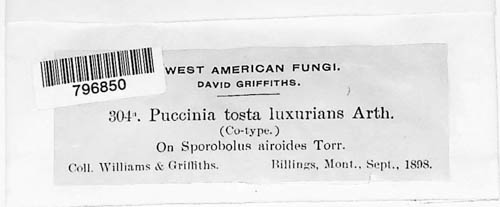 WEST AMERICAN FUNGI.
DAVID GRIFFITHS.
796850
304a. Puccinia tosta luxurians Arth.
(Co-type.)
On Sporobolus airoides Torr.
Coll. Williams & Griffiths. Billings, Mont., Sept., 1898.